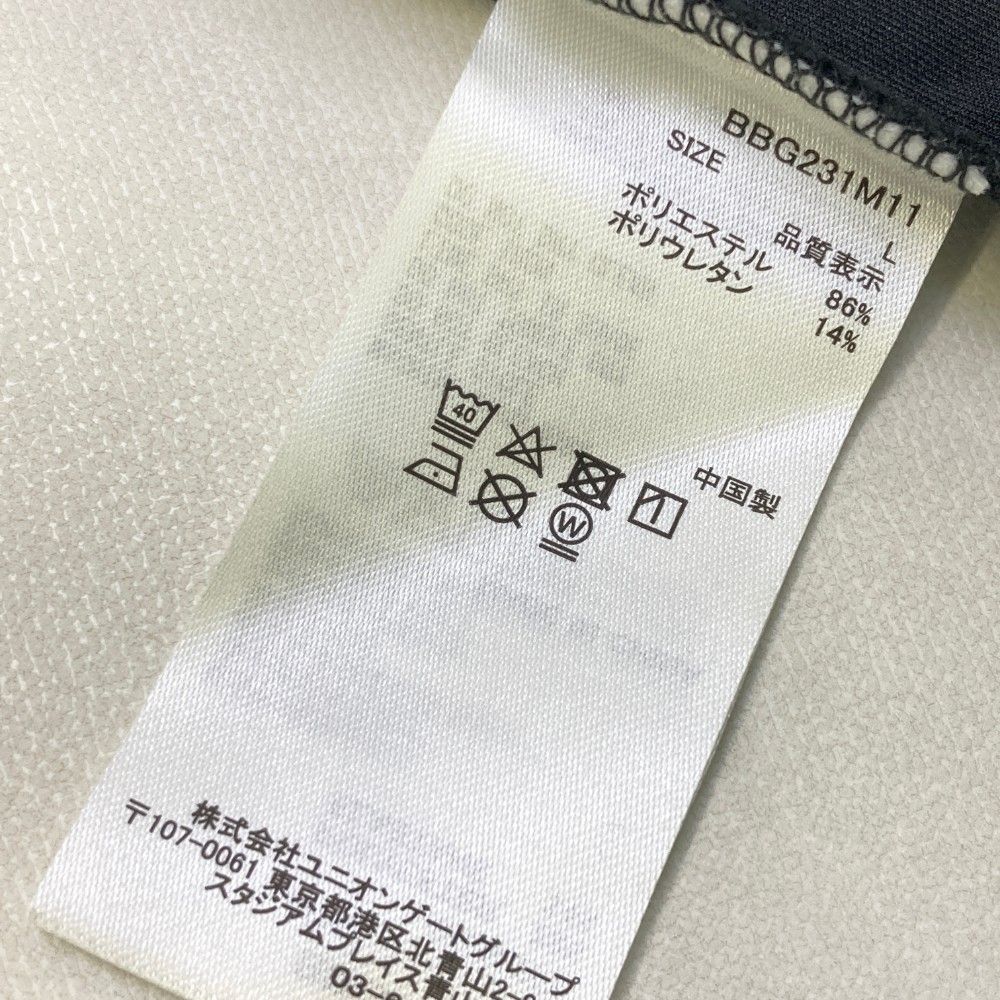 BBG231M11
SIZE L
品質表示
ポリエステル 86%
ポリウレタン 14%
40
W
中国製
株式会社ユニオンゲートグループ
〒107-0061 東京都港区北青山2-
スタジアムプレイス青山
03-